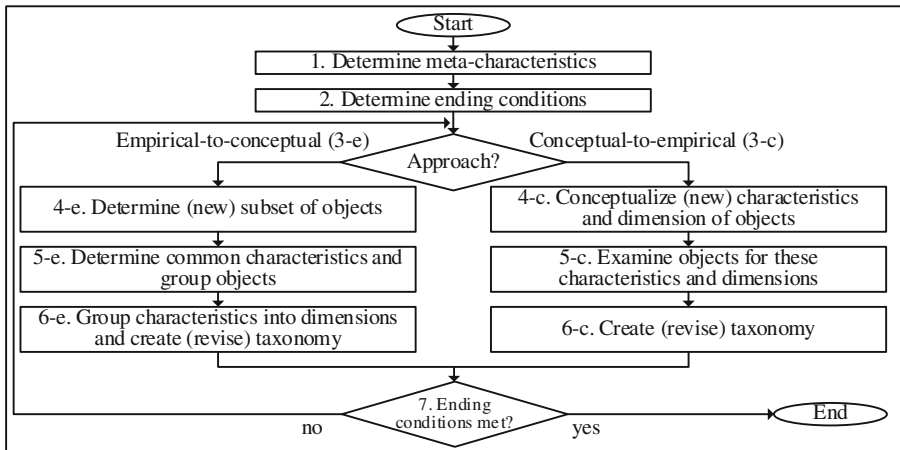 Start
1. Determine meta-characteristics
2. Determine ending conditions
Empirical-to-conceptual (3-e)
Conceptual-to-empirical (3-c)
Approach?
4-e. Determine (new) subset of objects
4-c. Conceptualize (new) characteristics
and dimension of objects
5-e. Determine common characteristics and
group objects
5-c. Examine objects for these
characteristics and dimensions
6-e. Group characteristics into dimensions
and create (revise) taxonomy
6-c. Create (revise) taxonomy
7. Ending
conditions met?
no
yes
End